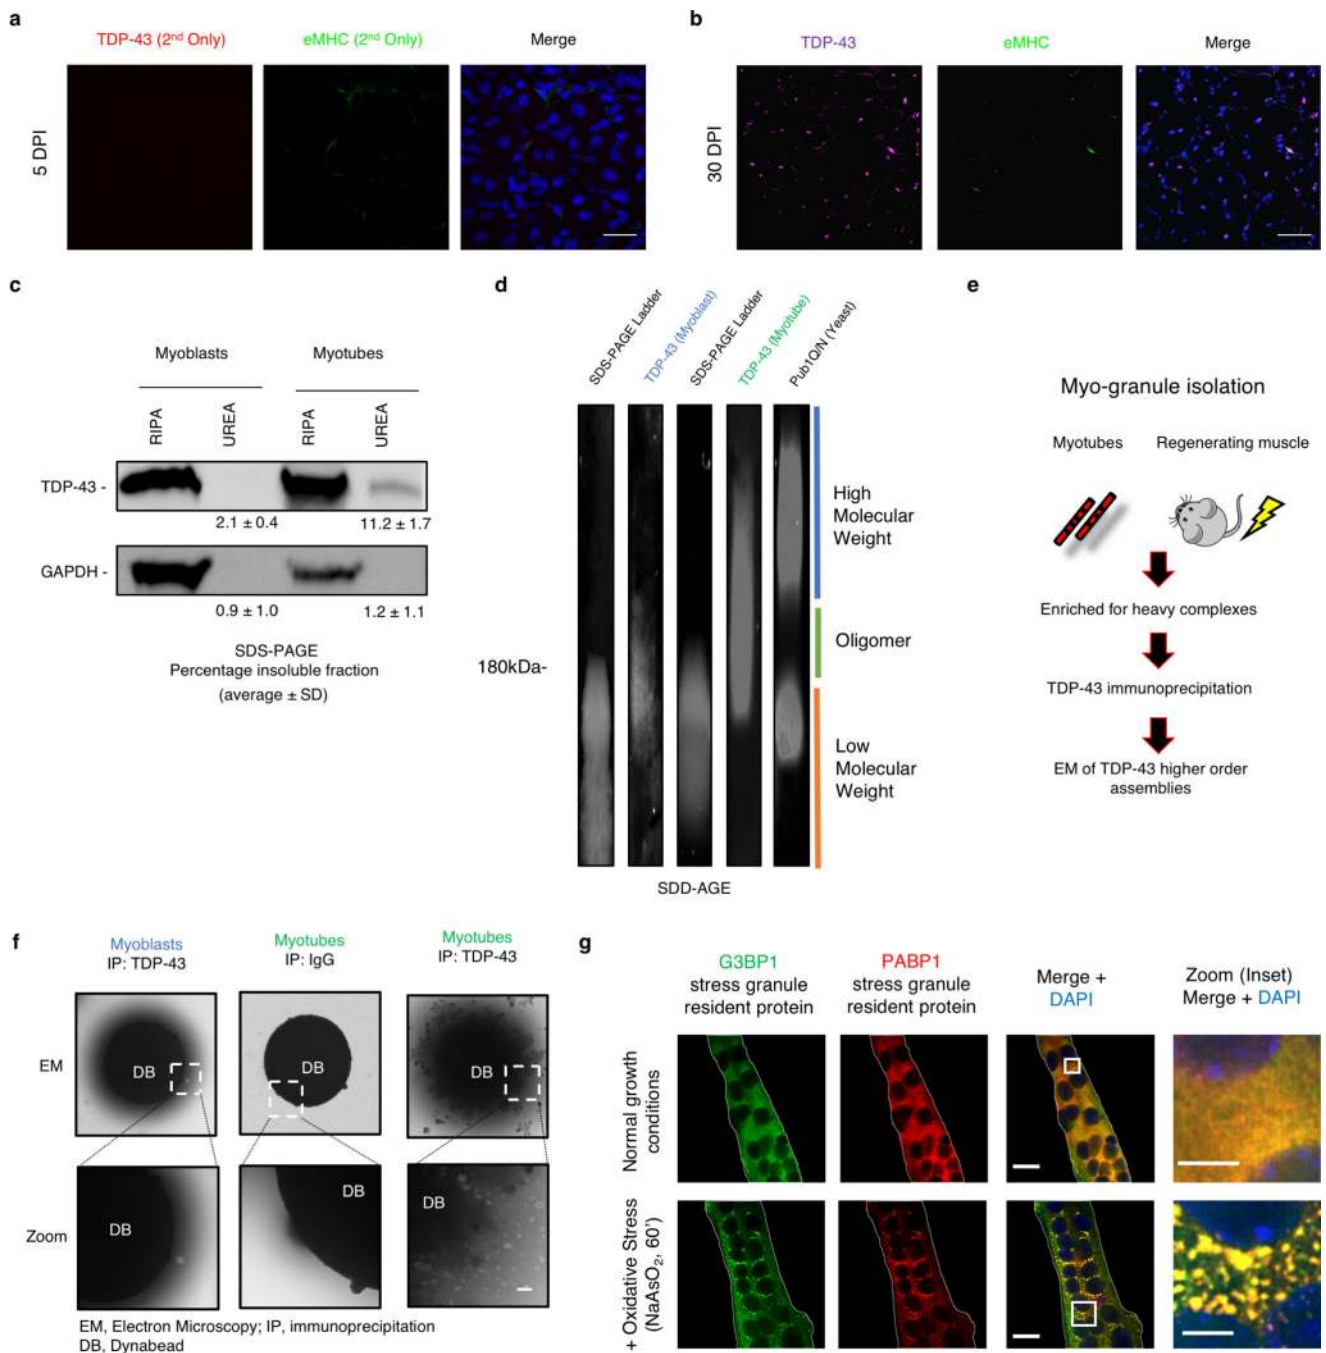 a
TDP-43 (2nd Only)
eMHC (2nd Only)
Merge
5 DPI
b
TDP-43
eMHC
Merge
30 DPI
c
Myoblasts
Myotubes
RIPA
UREA
RIPA
UREA
TDP-43 -
2.1 ± 0.4
11.2 ± 1.7
GAPDH -
0.9 ± 1.0
1.2 ± 1.1
SDS-PAGE
Percentage insoluble fraction
(average ± SD)
d
SDS-PAGE Ladder
TDP-43 (Myoblast)
SDS-PAGE Ladder
TDP-43 (Myotube)
Pub1Q/N (Yeast)
180kDa-
High
Molecular
Weight
Oligomer
Low
Molecular
Weight
SDD-AGE
e
Myo-granule isolation
Myotubes
Regenerating muscle
Enriched for heavy complexes
TDP-43 immunoprecipitation
EM of TDP-43 higher order
assemblies
f
Myoblasts
IP: TDP-43
Myotubes
IP: IgG
Myotubes
IP: TDP-43
EM
DB
DB
DB
Zoom
DB
DB
DB
EM, Electron Microscopy; IP, immunoprecipitation
DB, Dynabead
g
G3BP1
stress granule
resident protein
PABP1
stress granule
resident protein
Merge +
DAPI
Zoom (Inset)
Merge + DAPI
Normal growth
conditions
+ Oxidative Stress
(NaAsO2, 60')